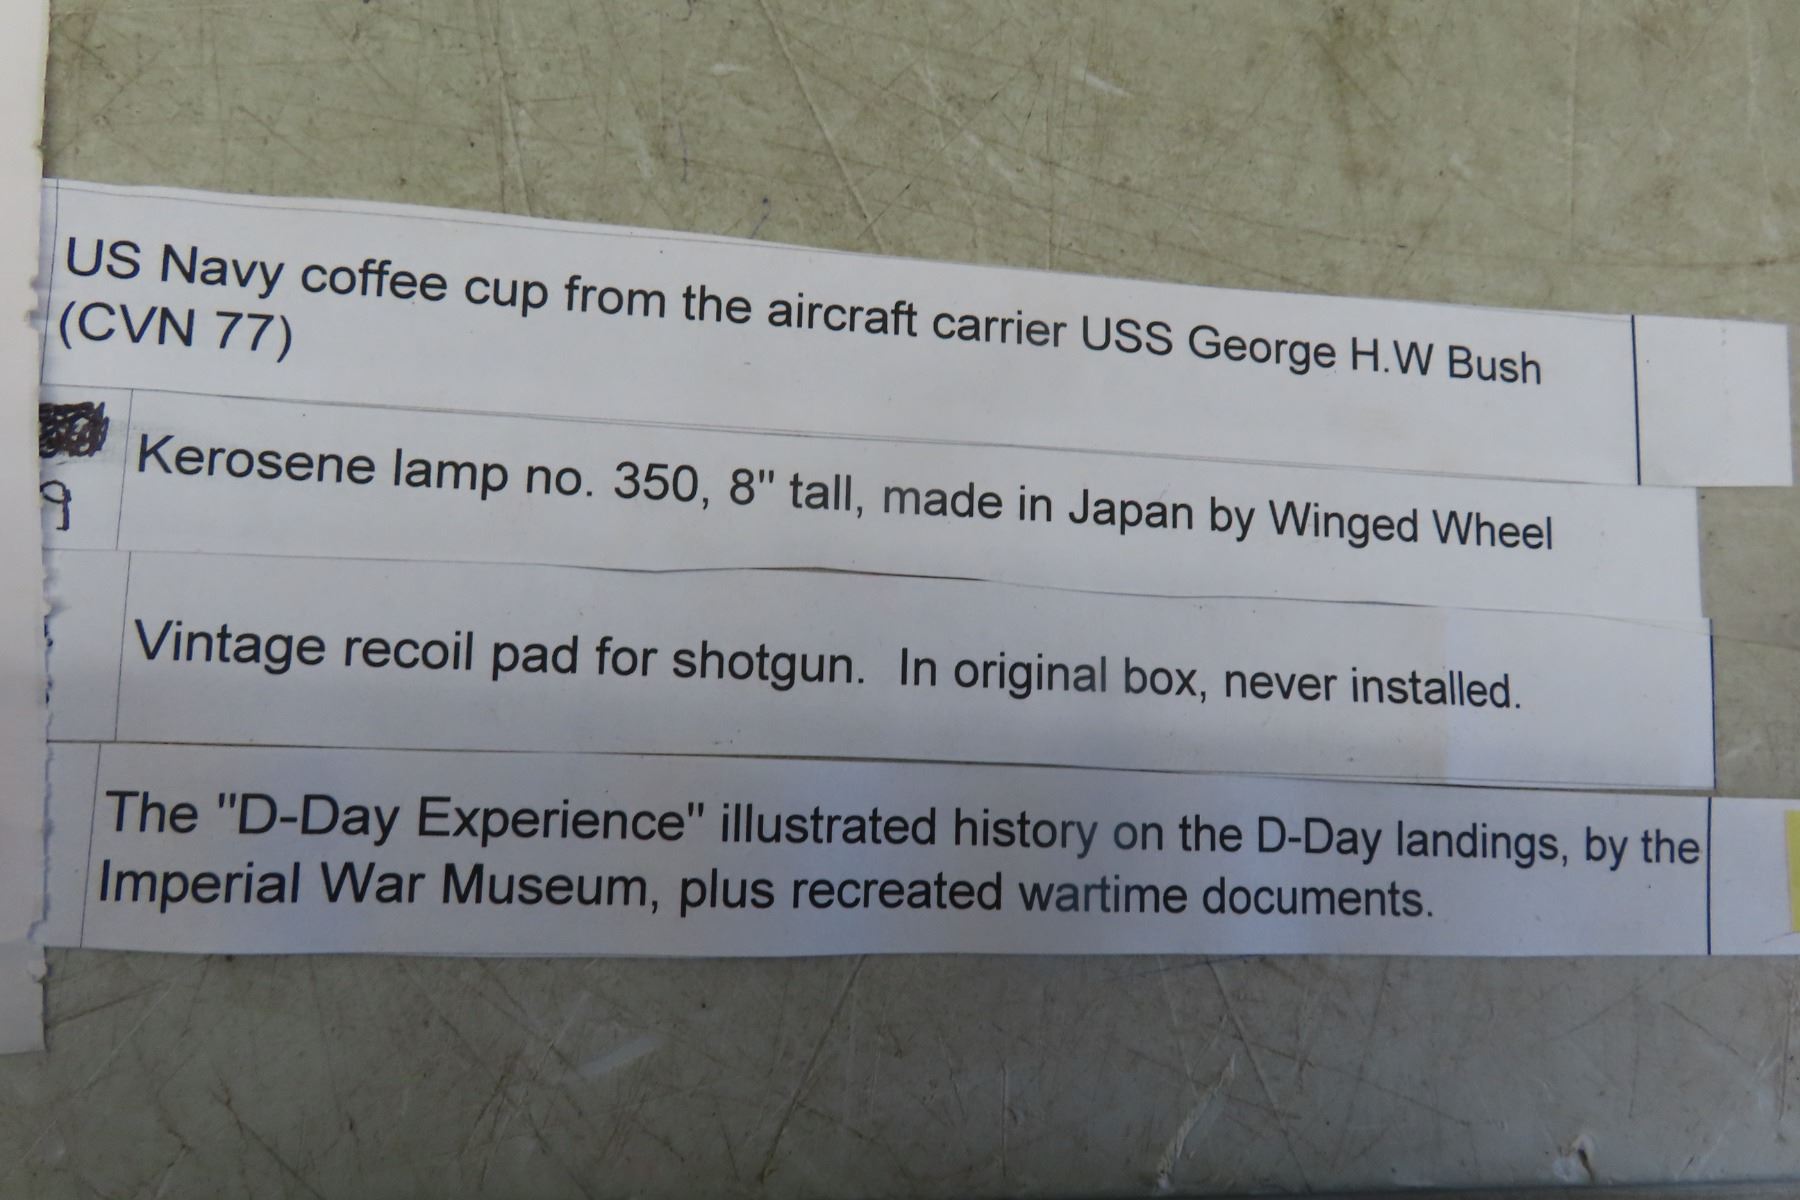 US Navy coffee cup from the aircraft carrier USS George H.W Bush
(CVN 77)
Kerosene lamp no. 350, 8" tall, made in Japan by Winged Wheel
9
Vintage recoil pad for shotgun.  In original box, never installed.
The "D-Day Experience" illustrated history on the D-Day landings, by the
Imperial War Museum, plus recreated wartime documents.